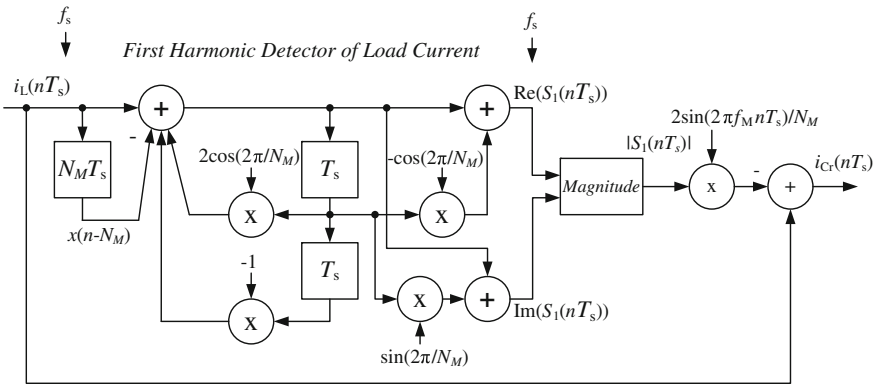 f_s
f_s
First Harmonic Detector of Load Current
i_L(nT_s)
Re(S_1(nT_s))
+
+
-
2sin(2πf_M nT_s)/N_M
N_M T_s
2cos(2π/N_M)
T_s
-cos(2π/N_M)
|S_1(nT_s)|
i_Cr(nT_s)
Magnitude
x
-
+
x
x
x(n-N_M)
-1
T_s
x
x
+
Im(S_1(nT_s))
sin(2π/N_M)